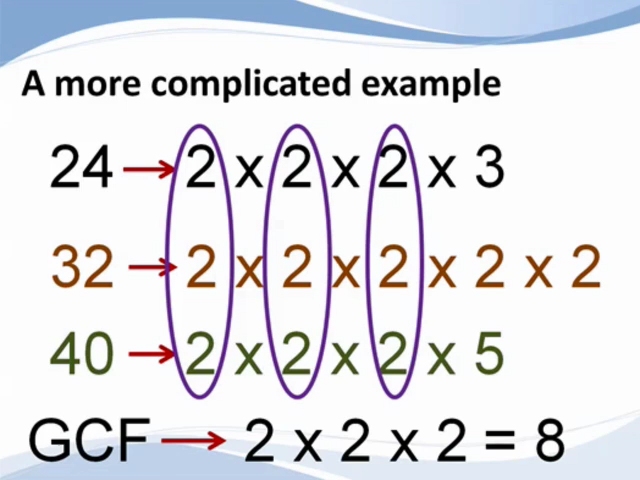 A more complicated example
24 → 2 x 2 x 2 x 3
32 → 2 x 2 x 2 x 2 x 2
40 → 2 x 2 x 2 x 5
GCF → 2 x 2 x 2 = 8